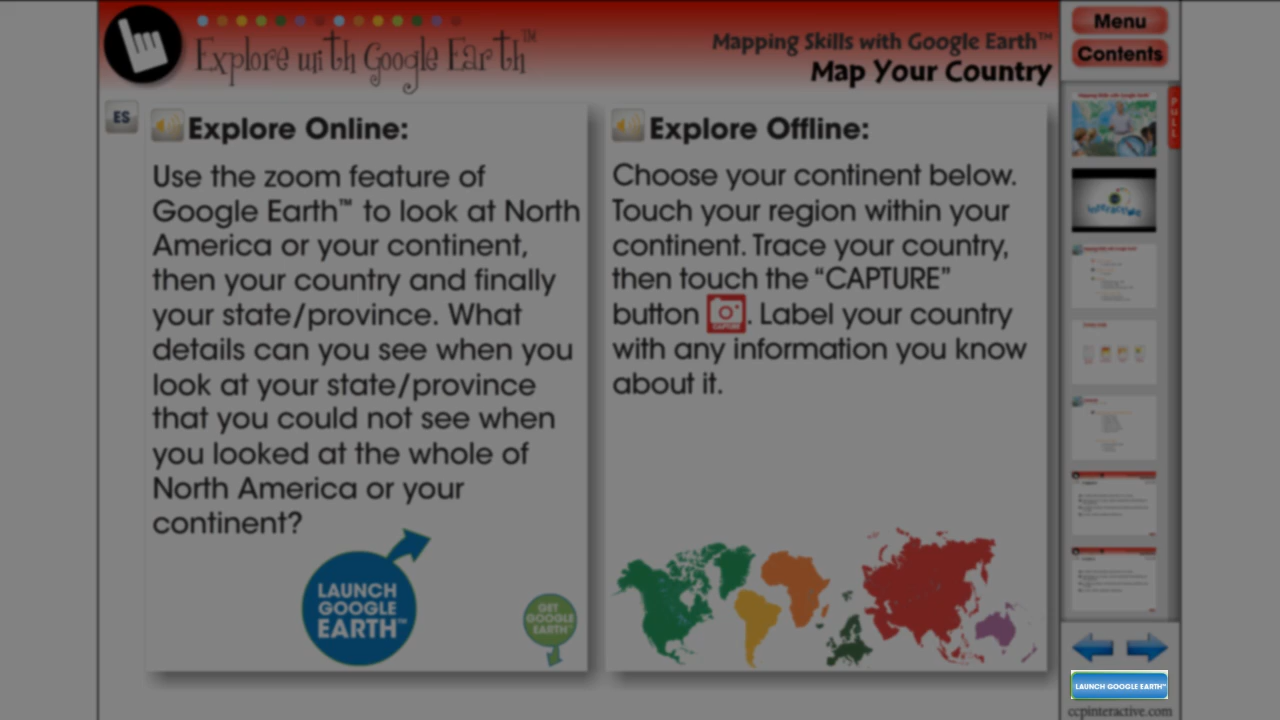 Explore with Google Earth™
Mapping Skills with Google Earth™
Map Your Country
Menu
Contents
PULL
ES
Explore Online:
Use the zoom feature of
Google Earth™ to look at North
America or your continent,
then your country and finally
your state/province. What
details can you see when you
look at your state/province
that you could not see when
you looked at the whole of
North America or your
continent?
LAUNCH
GOOGLE
EARTH™
GET
GOOGLE
EARTH™
Explore Offline:
Choose your continent below.
Touch your region within your
continent. Trace your country,
then touch the “CAPTURE”
button CAPTURE. Label your country
with any information you know
about it.
LAUNCH GOOGLE EARTH™
ccpinteractive.com